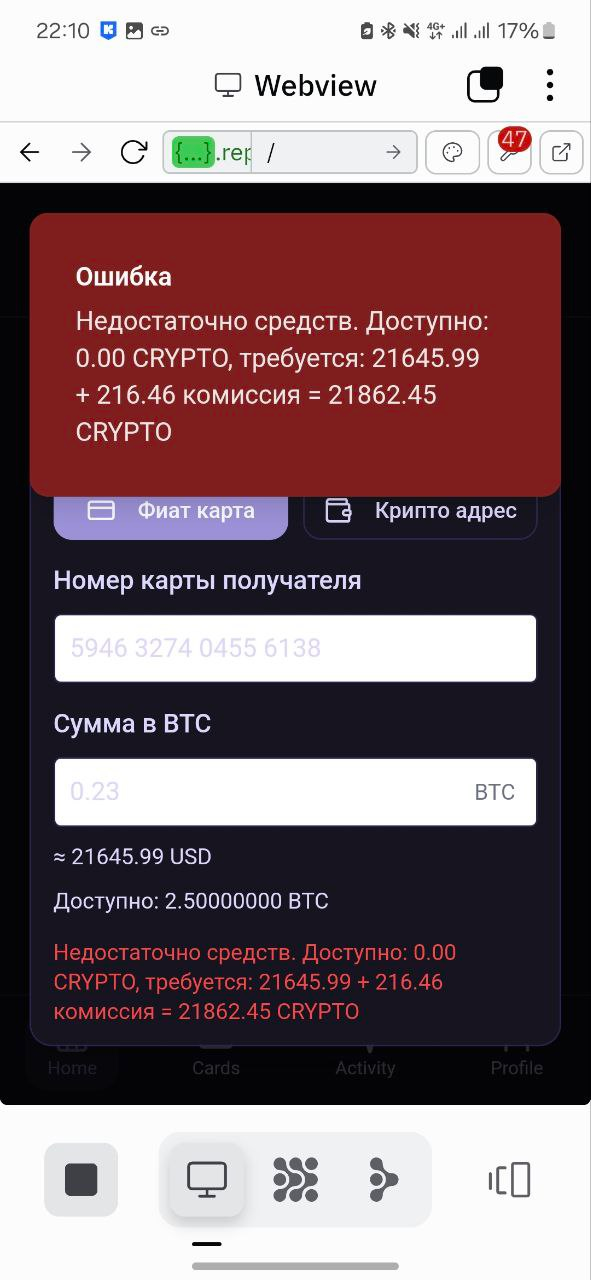 22:10
4G+ 17%
Webview
{...}.rep /
47
Ошибка
Недостаточно средств. Доступно:
0.00 CRYPTO, требуется: 21645.99
+ 216.46 комиссия = 21862.45
CRYPTO
Фиат карта Крипто адрес
Номер карты получателя
5946 3274 0455 6138
Сумма в BTC
0.23 BTC
≈ 21645.99 USD
Доступно: 2.50000000 BTC
Недостаточно средств. Доступно: 0.00
CRYPTO, требуется: 21645.99 + 216.46
комиссия = 21862.45 CRYPTO
Home Cards Activity Profile